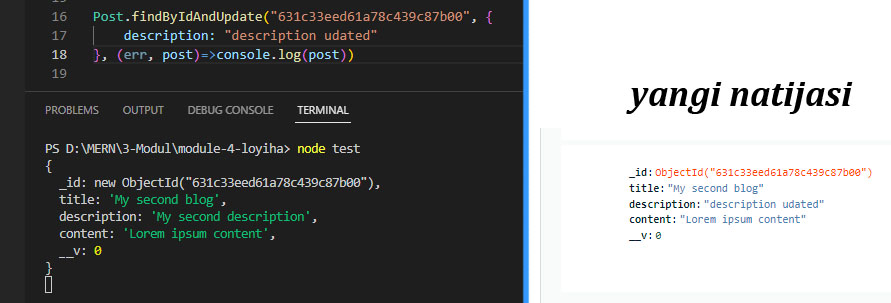 16 Post.findByIdAndUpdate("631c33eed61a78c439c87b00", {
17 description: "description udated"
18 }, (err, post)=>console.log(post))
19
PROBLEMS OUTPUT DEBUG CONSOLE TERMINAL
PS D:\MERN\3-Modul\module-4-loyiha> node test
{
_id: new ObjectId("631c33eed61a78c439c87b00"),
title: 'My second blog',
description: 'My second description',
content: 'Lorem ipsum content',
__v: 0
}
yangi natijasi
_id: ObjectId("631c33eed61a78c439c87b00")
title: "My second blog"
description: "description udated"
content: "Lorem ipsum content"
__v: 0